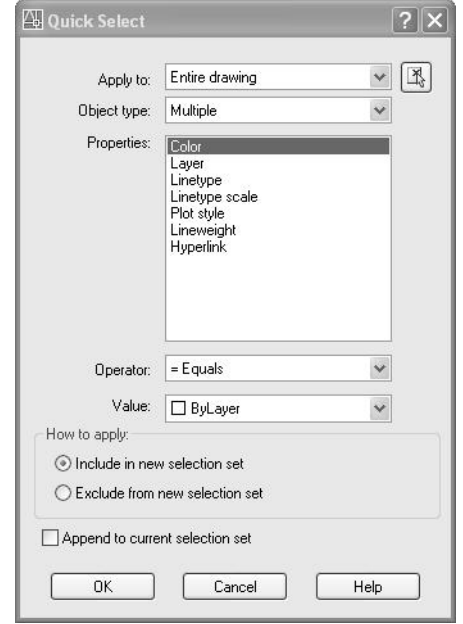 Quick Select
Apply to: Entire drawing
Object type: Multiple
Properties: Color
Layer
Linetype
Linetype scale
Plot style
Lineweight
Hyperlink
Operator: = Equals
Value: ByLayer
How to apply:
Include in new selection set
Exclude from new selection set
Append to current selection set
OK Cancel Help